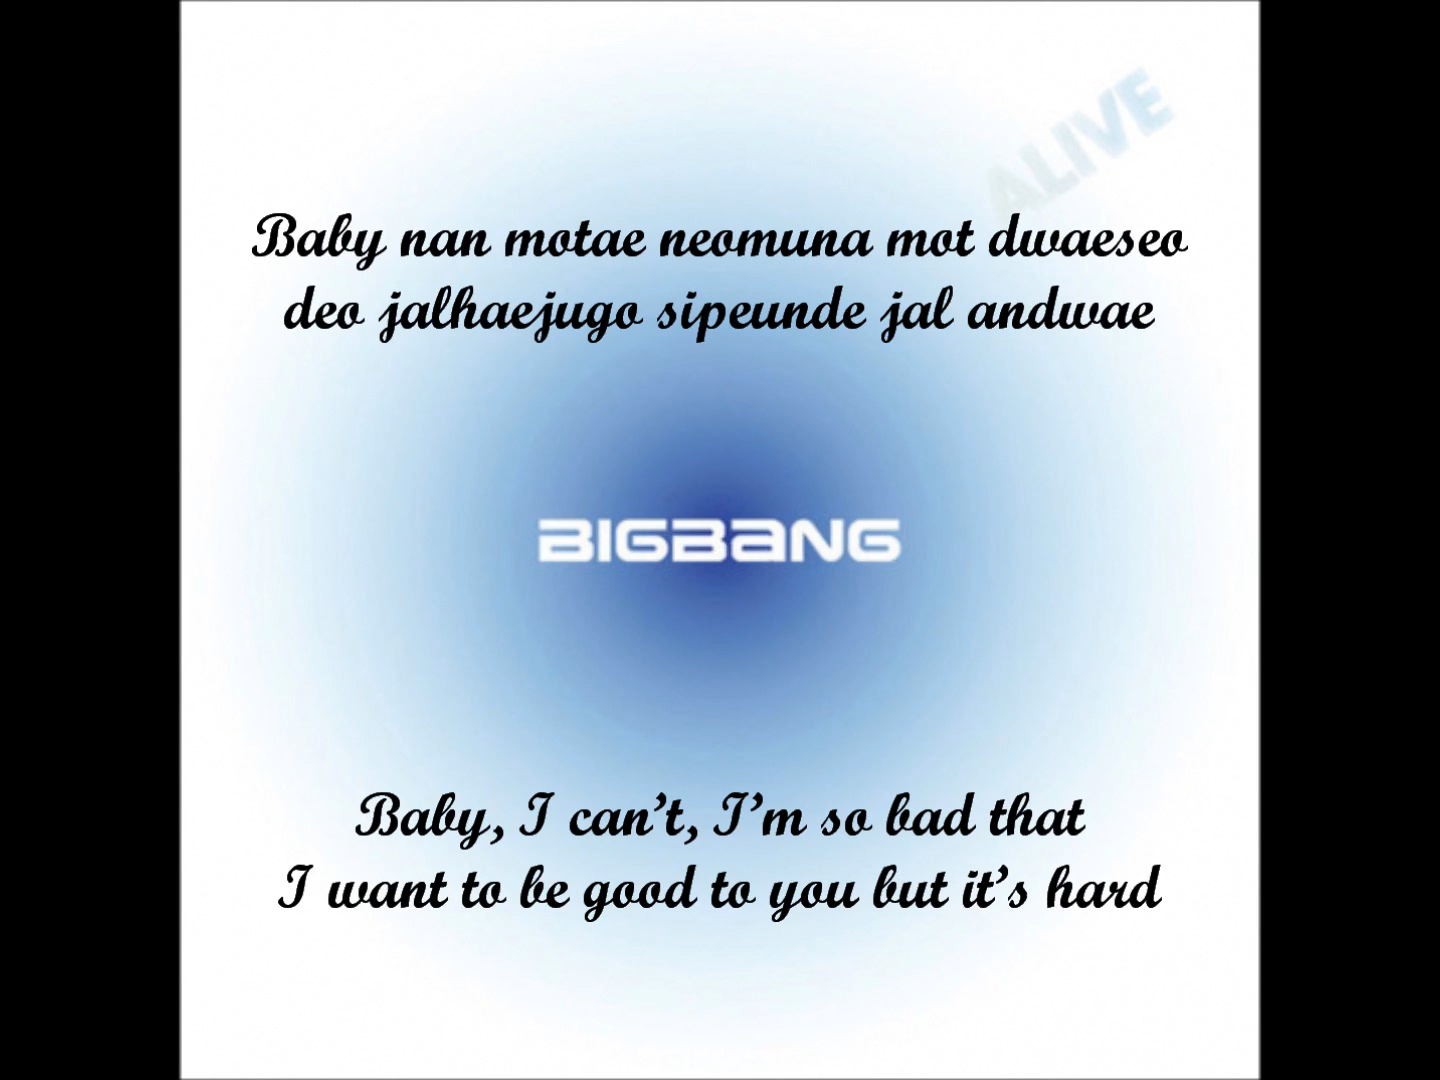 ALIVE
Baby nan motae neomuna mot dwaeseo
deo jalhaejugo sipeunde jal andwae
BIGBANG
Baby, I can't, I'm so bad that
I want to be good to you but it's hard